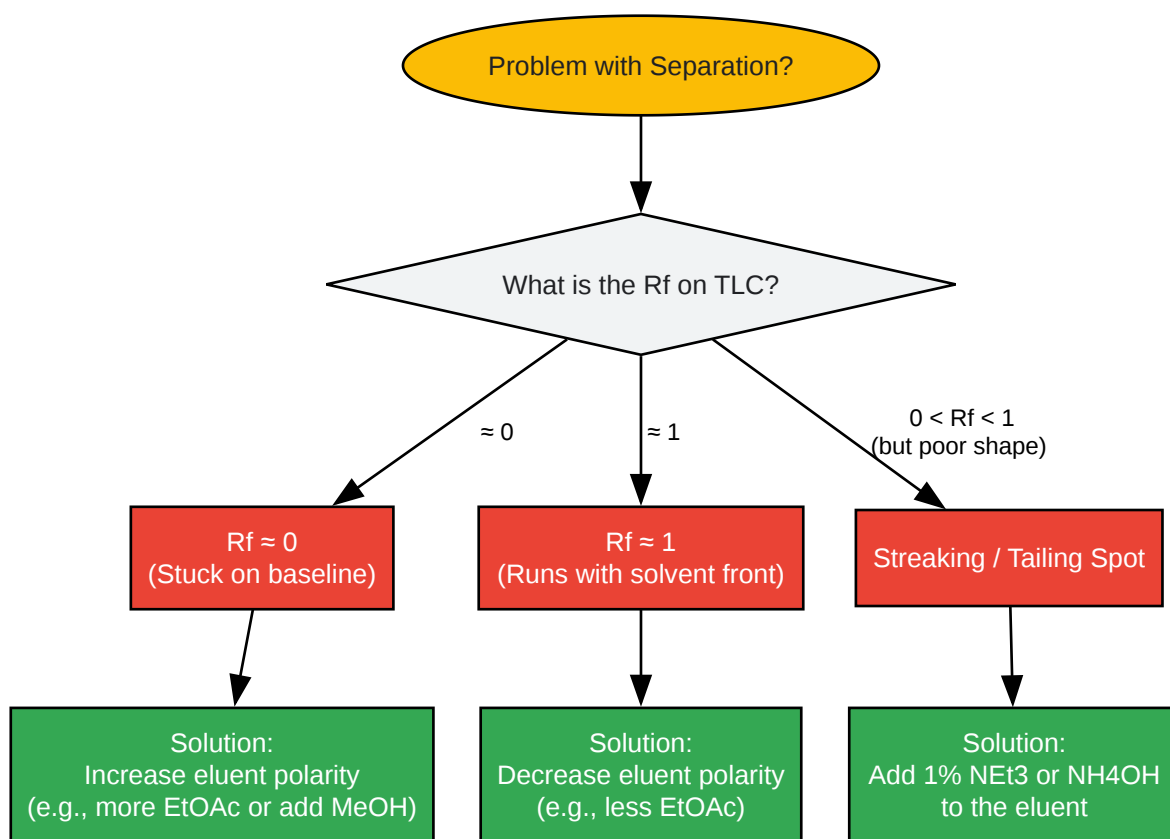 Problem with Separation?
What is the Rf on TLC?
≈ 0
≈ 1
0 < Rf < 1
(but poor shape)
Rf ≈ 0
(Stuck on baseline)
Rf ≈ 1
(Runs with solvent front)
Streaking / Tailing Spot
Solution:
Increase eluent polarity
(e.g., more EtOAc or add MeOH)
Solution:
Decrease eluent polarity
(e.g., less EtOAc)
Solution:
Add 1% NEt3 or NH4OH
to the eluent